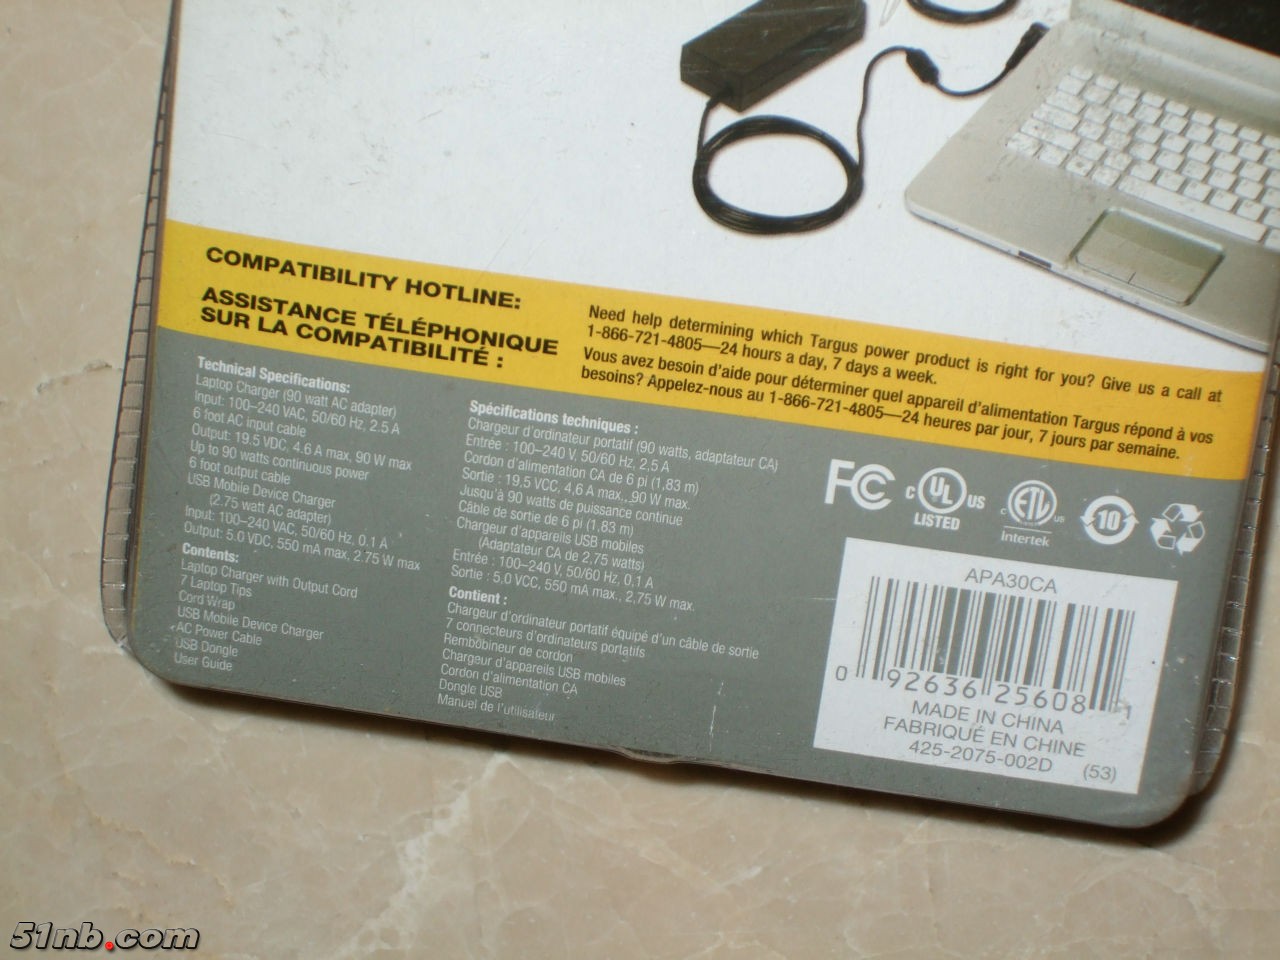 COMPATIBILITY HOTLINE:
ASSISTANCE TÉLÉPHONIQUE
SUR LA COMPATIBILITÉ :
Need help determining which Targus power product is right for you? Give us a call at
1-866-721-4805—24 hours a day, 7 days a week.
Vous avez besoin d'aide pour déterminer quel appareil d'alimentation Targus répond à vos
besoins? Appelez-nous au 1-866-721-4805—24 heures par jour, 7 jours par semaine.
Technical Specifications:
Laptop Charger (90 watt AC adapter)
Input: 100–240 VAC, 50/60 Hz, 2.5 A
6 foot AC input cable
Output: 19.5 VDC, 4.6 A max, 90 W max
Up to 90 watts continuous power
6 foot output cable
USB Mobile Device Charger
(2.75 watt AC adapter)
Input: 100–240 VAC, 50/60 Hz, 0.1 A
Output: 5.0 VDC, 550 mA max, 2.75 W max
Contents:
Laptop Charger with Output Cord
7 Laptop Tips
Cord Wrap
USB Mobile Device Charger
AC Power Cable
USB Dongle
User Guide
Spécifications techniques :
Chargeur d'ordinateur portatif (90 watts, adaptateur CA)
Entrée : 100–240 V, 50/60 Hz, 2,5 A
Cordon d'alimentation CA de 6 pi (1,83 m)
Sortie : 19.5 VCC, 4,6 A max., 90 W max.
Jusqu'à 90 watts de puissance continue
Câble de sortie de 6 pi (1,83 m)
Chargeur d'appareils USB mobiles
(Adaptateur CA de 2,75 watts)
Entrée : 100–240 V, 50/60 Hz, 0,1 A
Sortie : 5.0 VCC, 550 mA max., 2,75 W max.
Contient :
Chargeur d'ordinateur portatif équipé d'un câble de sortie
7 connecteurs d'ordinateurs portatifs
Rembobineur de cordon
Chargeur d'appareils USB mobiles
Cordon d'alimentation CA
Dongle USB
Manuel de l'utilisateur
FC
c UL US
LISTED
c ETL us
Intertek
10
APA30CA
0 92636 25608 1
MADE IN CHINA
FABRIQUÉ EN CHINE
425-2075-002D (53)
51nb.com